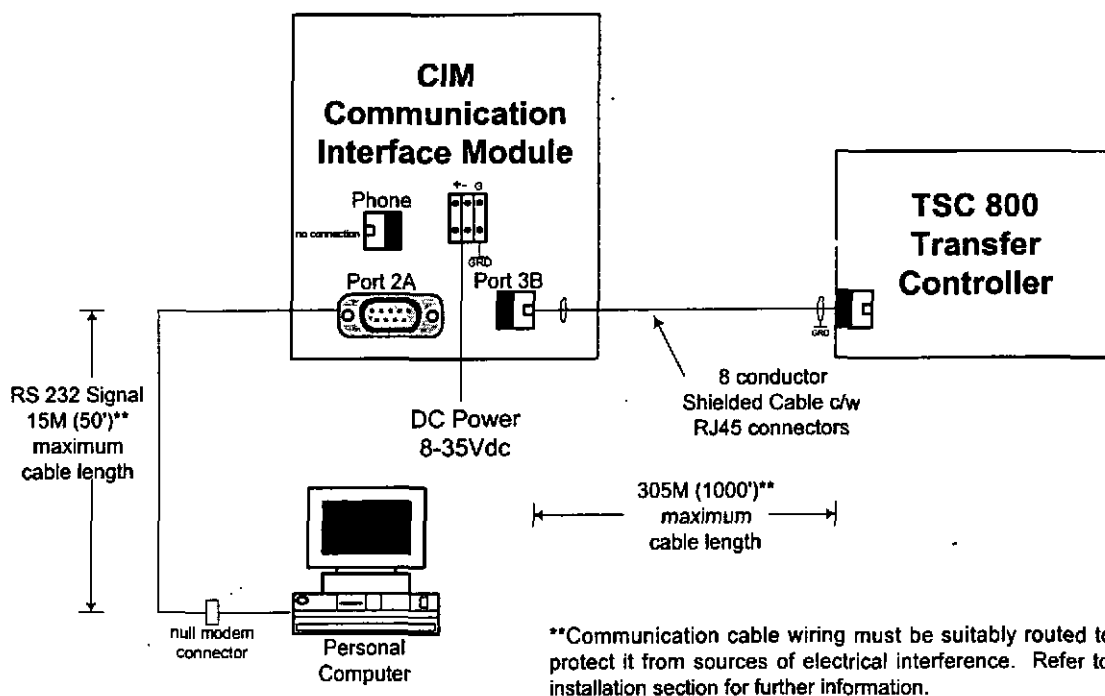 CIM
Communication
Interface Module
Phone
no connection
+- G
GRD
Port 2A
Port 3B
TSC 800
Transfer
Controller
GRD
RS 232 Signal
15M (50')**
maximum
cable length
DC Power
8-35Vdc
8 conductor
Shielded Cable c/w
RJ45 connectors
305M (1000')**
maximum
cable length
null modem
connector
Personal
Computer
**Communication cable wiring must be suitably routed to
protect it from sources of electrical interference. Refer to
installation section for further information.